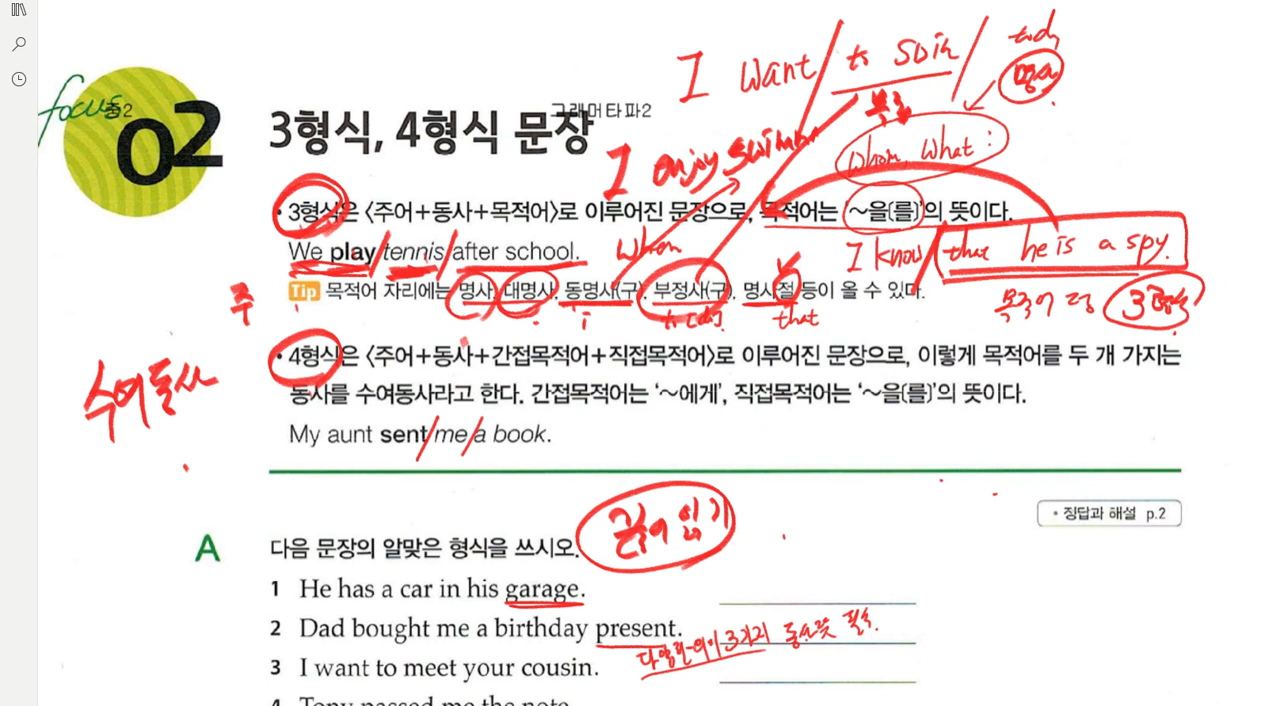 focus
중2
02
그래머타파2
3형식, 4형식 문장
I want / to swim /
I enjoy swimming
whom, what :
• 3형식은 〈주어+동사+목적어〉로 이루어진 문장으로, 목적어는 ‘~을(를)’의 뜻이다.
We play / tennis / after school.
whom
I know / that he is a spy.
Tip 목적어 자리에는 명사, 대명사, 동명사(구), 부정사(구), 명사절 등이 올 수 있다.
주
that
3형식
• 4형식은 〈주어+동사+간접목적어+직접목적어〉로 이루어진 문장으로, 이렇게 목적어를 두 개 가지는
동사를 수여동사라고 한다. 간접목적어는 ‘~에게’, 직접목적어는 ‘~을(를)’의 뜻이다.
수여동사
My aunt sent / me / a book.
• 정답과 해설 p.2
끊어 읽기
A 다음 문장의 알맞은 형식을 쓰시오.
1 He has a car in his garage.
2 Dad bought me a birthday present.
3 I want to meet your cousin.
4 Tony passed me the note.